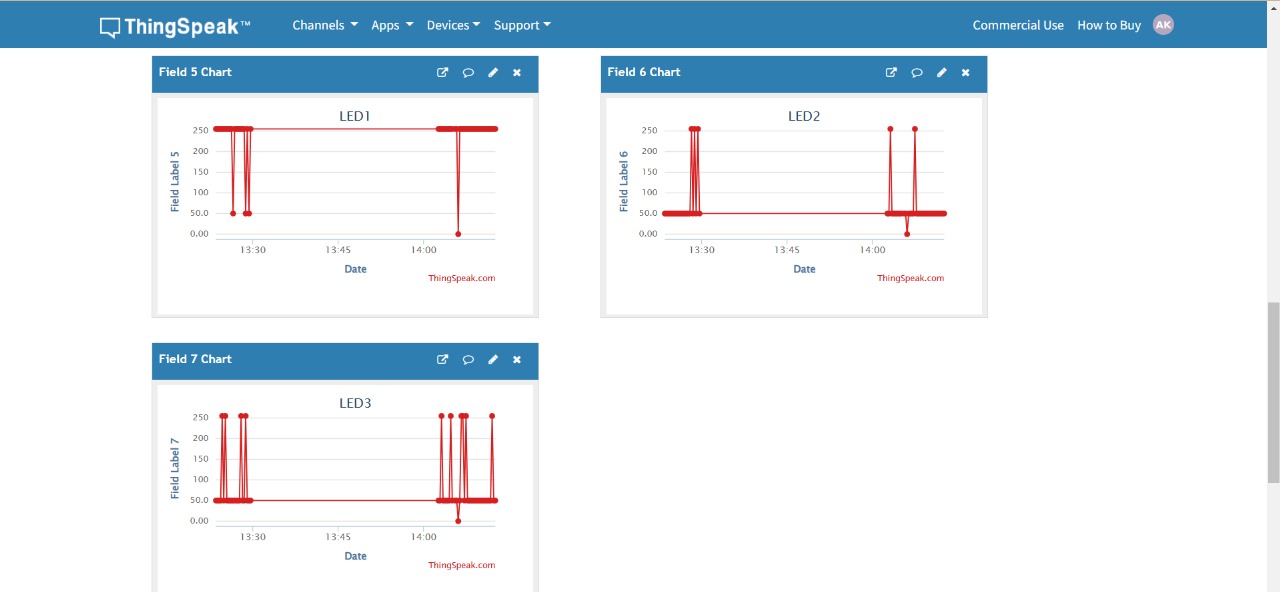 ThingSpeak™ Channels Apps Devices Support Commercial Use How to Buy AK
Field 5 Chart
LED1
Field Label 5
250
200
150
100
50.0
0.00
13:30 13:45 14:00
Date
ThingSpeak.com
Field 6 Chart
LED2
Field Label 6
250
200
150
100
50.0
0.00
13:30 13:45 14:00
Date
ThingSpeak.com
Field 7 Chart
LED3
Field Label 7
250
200
150
100
50.0
0.00
13:30 13:45 14:00
Date
ThingSpeak.com